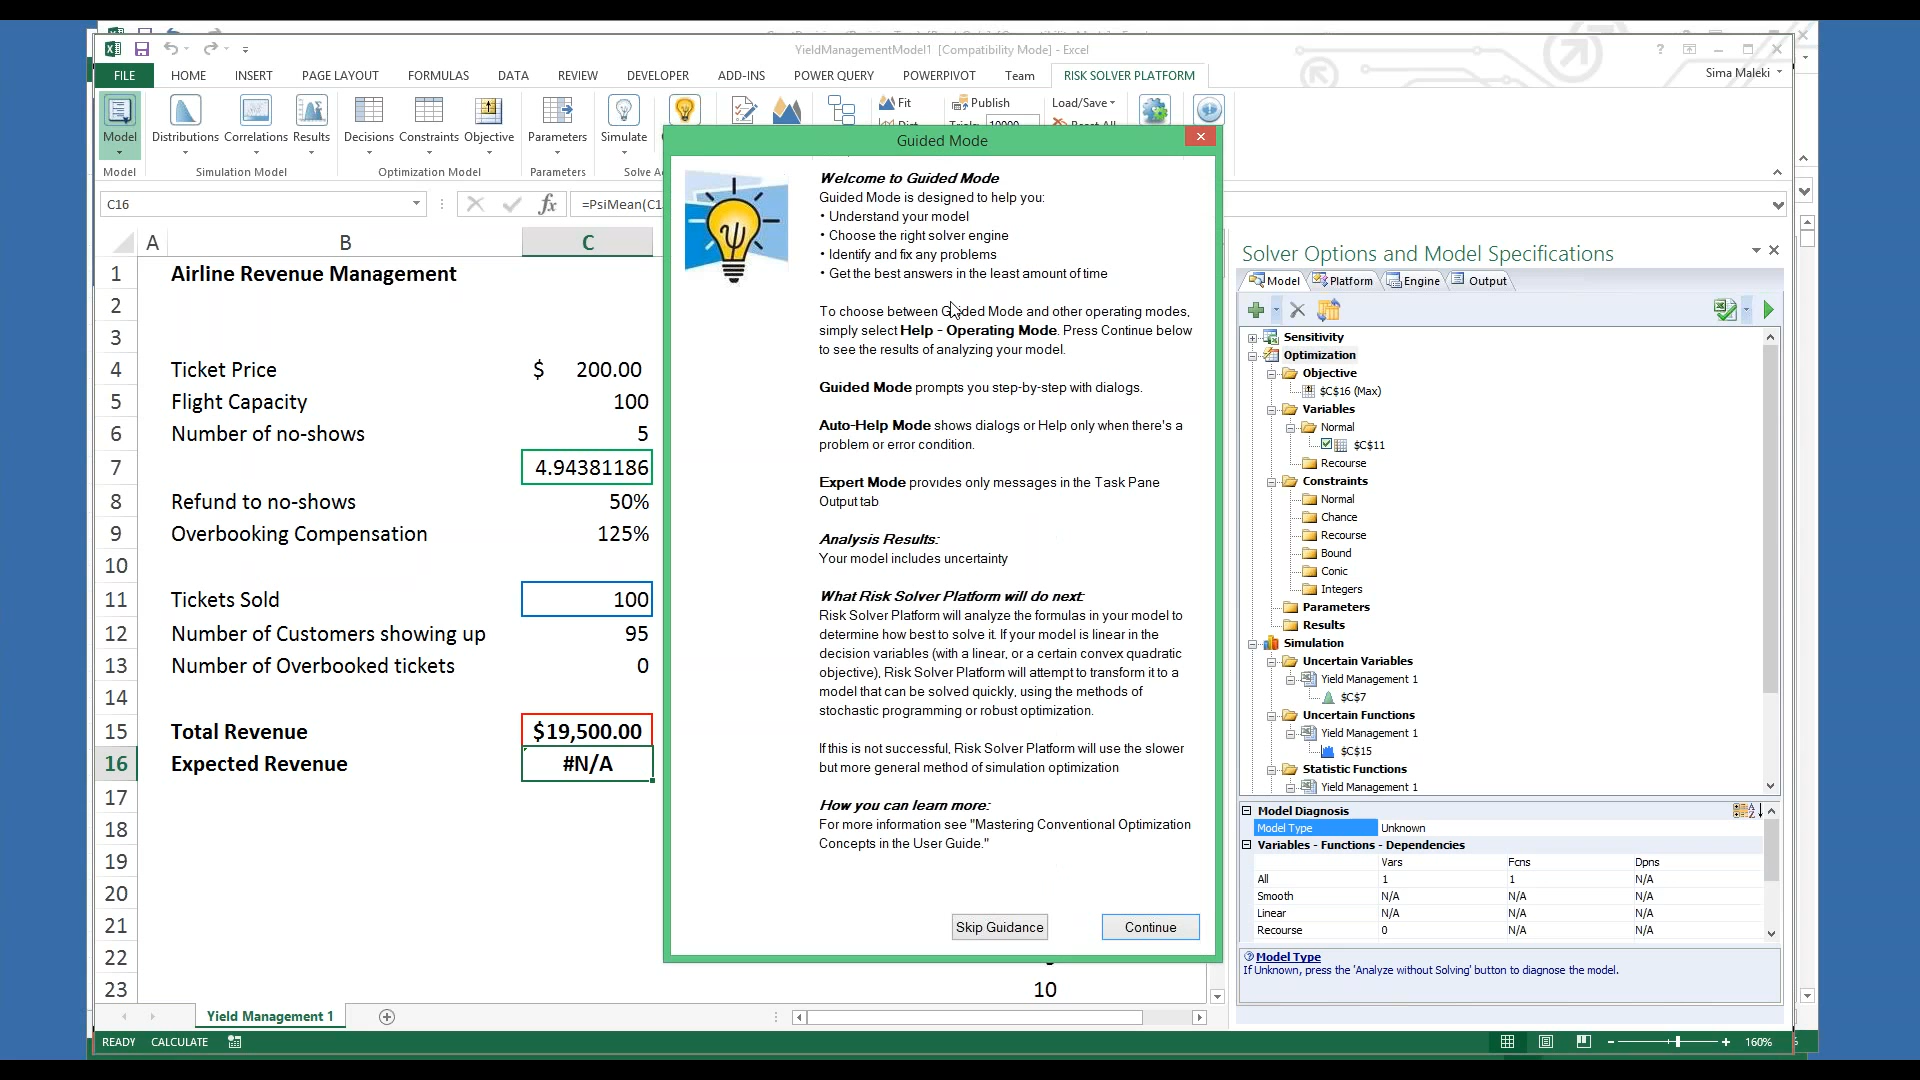 YieldManagementModel1 [Compatibility Mode] - Excel
FILE HOME INSERT PAGE LAYOUT FORMULAS DATA REVIEW DEVELOPER ADD-INS POWER QUERY POWERPIVOT Team RISK SOLVER PLATFORM Sima Maleki
Model Distributions Correlations Results Decisions Constraints Objective Parameters Simulate Fit Publish Load/Save
Model Simulation Model Optimization Model Parameters
C16 fx =PsiMean(C1
Guided Mode
A B C
1 Airline Revenue Management
2
3
4 Ticket Price $ 200.00
5 Flight Capacity 100
6 Number of no-shows 5
7 4.94381186
8 Refund to no-shows 50%
9 Overbooking Compensation 125%
10
11 Tickets Sold 100
12 Number of Customers showing up 95
13 Number of Overbooked tickets 0
14
15 Total Revenue $19,500.00
16 Expected Revenue #N/A
17
18
19
20
21
22
23 10
Yield Management 1
READY CALCULATE 160%
Welcome to Guided Mode
Guided Mode is designed to help you:
• Understand your model
• Choose the right solver engine
• Identify and fix any problems
• Get the best answers in the least amount of time
To choose between Guided Mode and other operating modes,
simply select Help - Operating Mode. Press Continue below
to see the results of analyzing your model.
Guided Mode prompts you step-by-step with dialogs.
Auto-Help Mode shows dialogs or Help only when there's a
problem or error condition.
Expert Mode provides only messages in the Task Pane
Output tab
Analysis Results:
Your model includes uncertainty
What Risk Solver Platform will do next:
Risk Solver Platform will analyze the formulas in your model to
determine how best to solve it. If your model is linear in the
decision variables (with a linear, or a certain convex quadratic
objective), Risk Solver Platform will attempt to transform it to a
model that can be solved quickly, using the methods of
stochastic programming or robust optimization.
If this is not successful, Risk Solver Platform will use the slower
but more general method of simulation optimization
How you can learn more:
For more information see "Mastering Conventional Optimization
Concepts in the User Guide."
Skip Guidance Continue
Solver Options and Model Specifications
Model Platform Engine Output
Sensitivity
Optimization
Objective
$C$16 (Max)
Variables
Normal
$C$11
Recourse
Constraints
Normal
Chance
Recourse
Bound
Conic
Integers
Parameters
Results
Simulation
Uncertain Variables
Yield Management 1
$C$7
Uncertain Functions
Yield Management 1
$C$15
Statistic Functions
Yield Management 1
Model Diagnosis
Model Type Unknown
Variables - Functions - Dependencies
Vars Fcns Dpns
All 1 1 N/A
Smooth N/A N/A N/A
Linear N/A N/A N/A
Recourse 0 N/A N/A
Model Type
If Unknown, press the 'Analyze without Solving' button to diagnose the model.